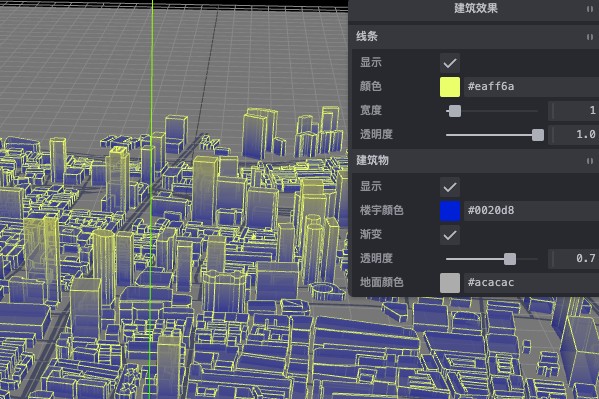 建筑效果
线条
显示
颜色 #eaff6a
宽度 1
透明度 1.0
建筑物
显示
楼宇颜色 #0020d8
渐变
透明度 0.7
地面颜色 #acacac